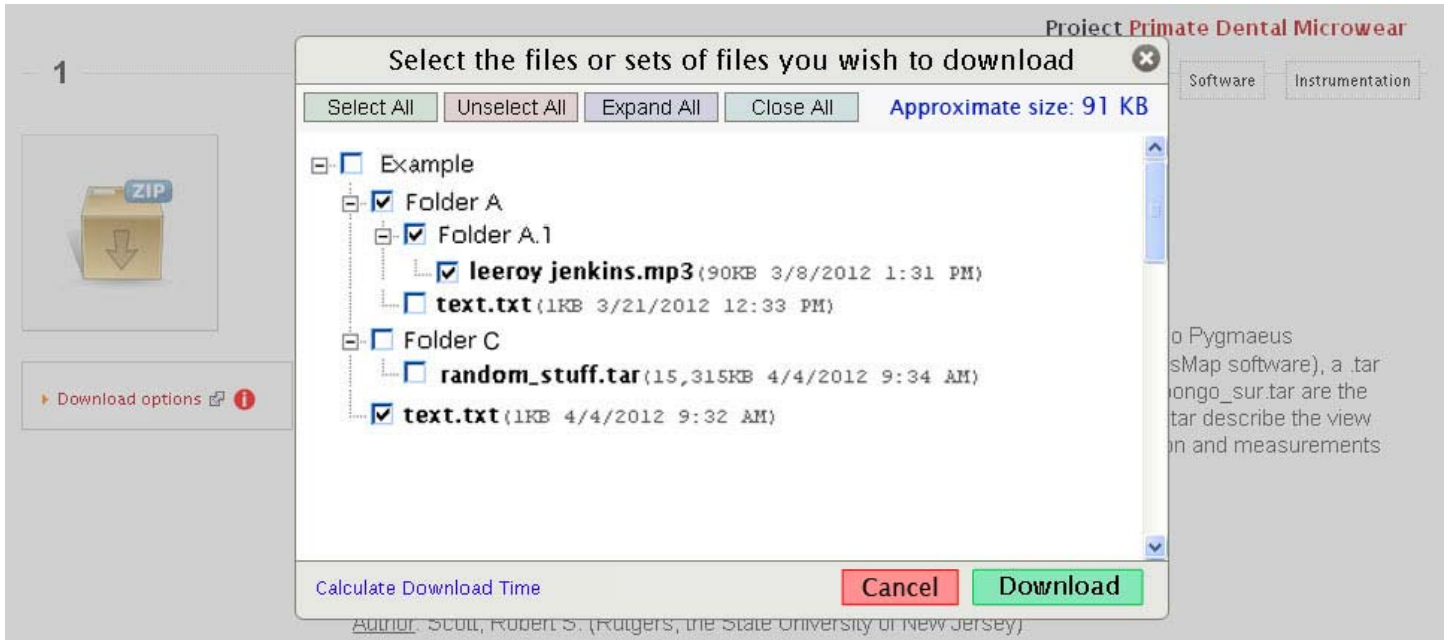 Project Primate Dental Microwear
1
Software
Instrumentation
Select the files or sets of files you wish to download
Select All
Unselect All
Expand All
Close All
Approximate size: 91 KB
ZIP
Example
Folder A
Folder A.1
leeroy jenkins.mp3(90KB 3/8/2012 1:31 PM)
text.txt(1KB 3/21/2012 12:33 PM)
Folder C
random_stuff.tar(15,315KB 4/4/2012 9:34 AM)
text.txt(1KB 4/4/2012 9:32 AM)
Download options
o Pygmaeus
sMap software), a .tar
ongo_sur.tar are the
tar describe the view
on and measurements
Calculate Download Time
Cancel
Download
Author: Scott, Robert S. (Rutgers, the State University of New Jersey)